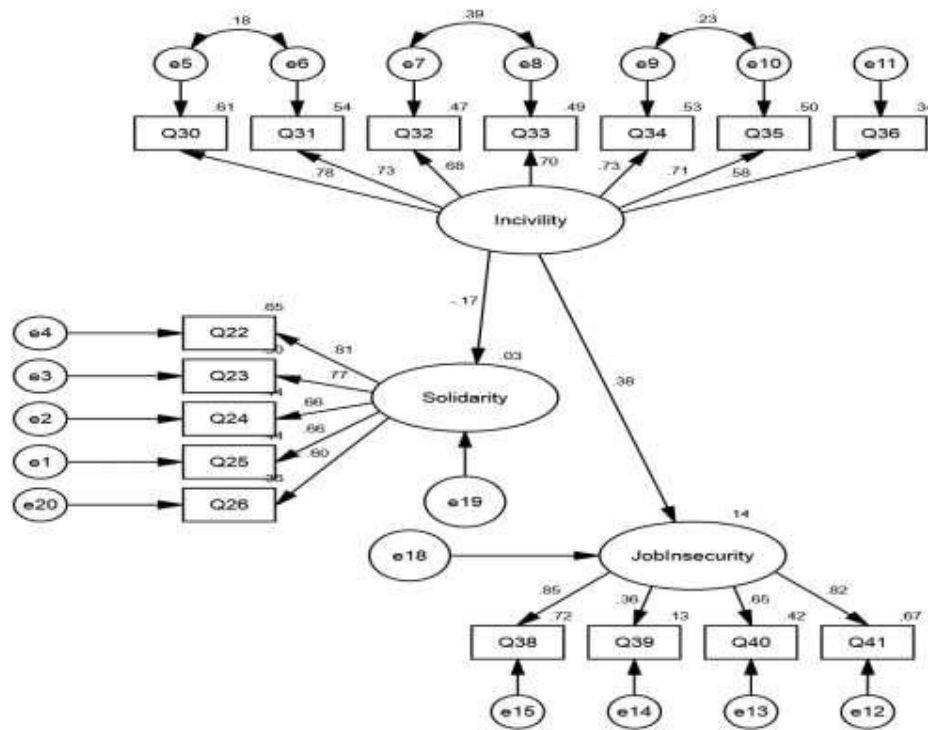 .18 .39 .23
e5 e6 e7 e8 e9 e10 e11
.61 .54 .47 .49 .53 .50
Q30 Q31 Q32 Q33 Q34 Q35 Q36
.78 .73 .68 .70 .73 .71 .58
Incivility
-.17 .38
.65
e4 Q22 .81
.03
e3 Q23 .77
Solidarity
e2 Q24 .66
e1 Q25 .66
.60
e20 Q26
e19
.14
e18 JobInsecurity
.85 .36 .65 .82
.72 .13 .42 .67
Q38 Q39 Q40 Q41
e15 e14 e13 e12